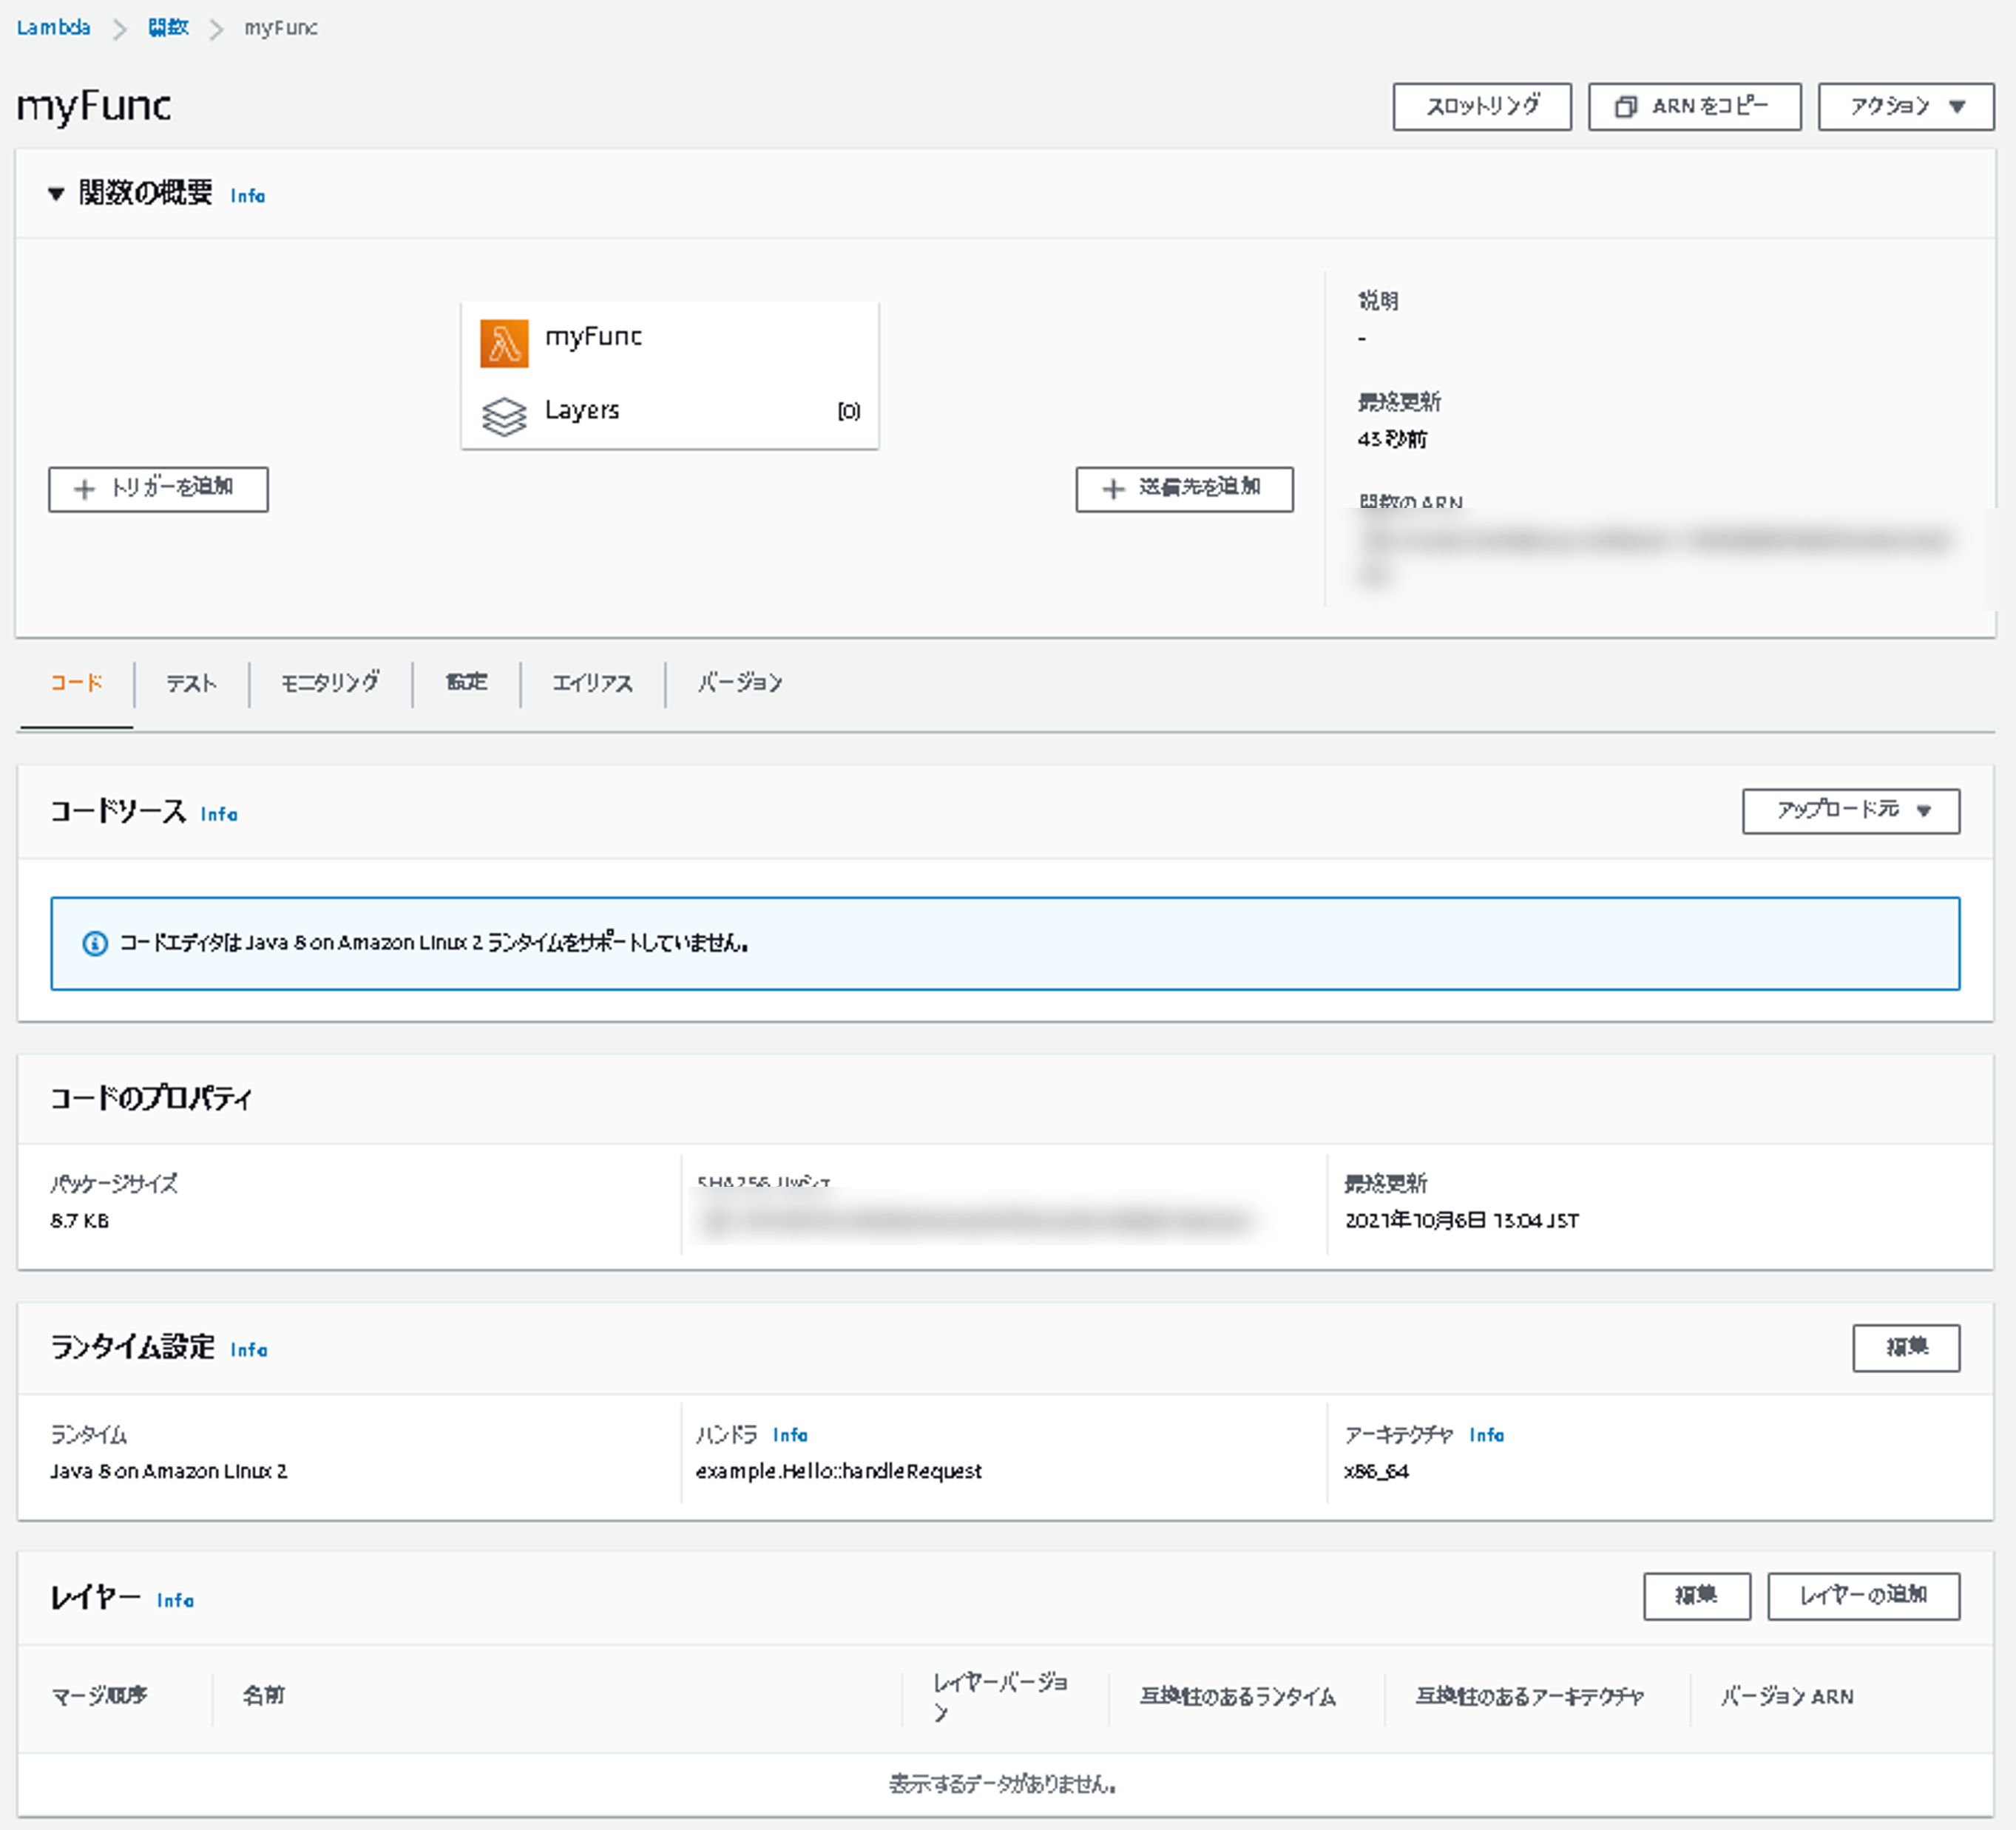 Lambda > 関数 > myFunc
myFunc
スロットリング
ARN をコピー
アクション ▼
▼ 関数の概要 Info
myFunc
Layers (0)
+ トリガーを追加
+ 送信先を追加
説明
-
最終更新
43 秒前
関数の ARN
コード
テスト
モニタリング
設定
エイリアス
バージョン
コードソース Info
アップロード元 ▼
コードエディタは Java 8 on Amazon Linux 2 ランタイムをサポートしていません。
コードのプロパティ
パッケージサイズ
8.7 KB
SHA256 ハッシュ
最終更新
2021年10月6日 13:04 JST
ランタイム設定 Info
編集
ランタイム
Java 8 on Amazon Linux 2
ハンドラ Info
example.Hello::handleRequest
アーキテクチャ Info
x86_64
レイヤー Info
編集
レイヤーの追加
マージ順序
名前
レイヤーバージョ
ン
互換性のあるランタイム
互換性のあるアーキテクチャ
バージョン ARN
表示するデータがありません。